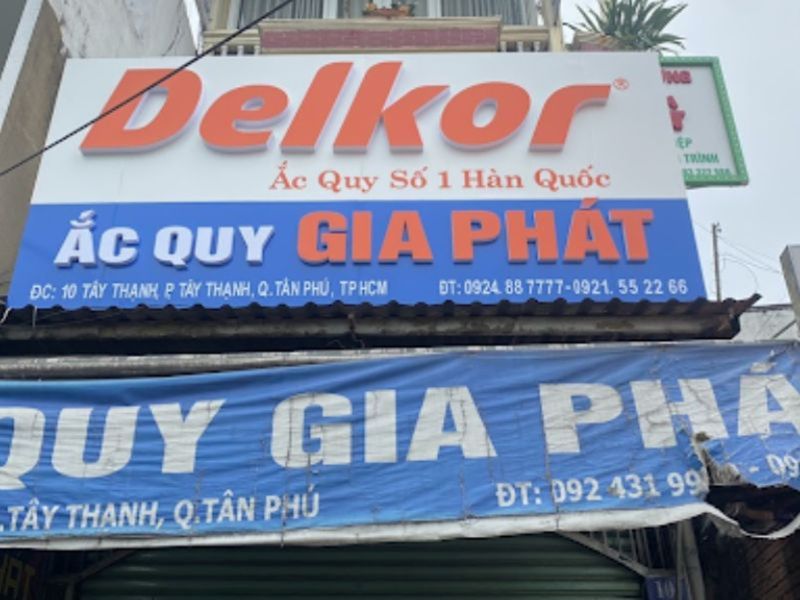 Delkor®
Ắc Quy Số 1 Hàn Quốc
ẮC QUY GIA PHÁT
ĐC: 10 TÂY THẠNH, P. TÂY THẠNH, Q.TÂN PHÚ, TP HCM ĐT: 0924. 88 7777 - 0921. 55 22 66
QUY GIA PHÁ
.TÂY THẠNH, Q.TÂN PHÚ ĐT: 092 431 99
10